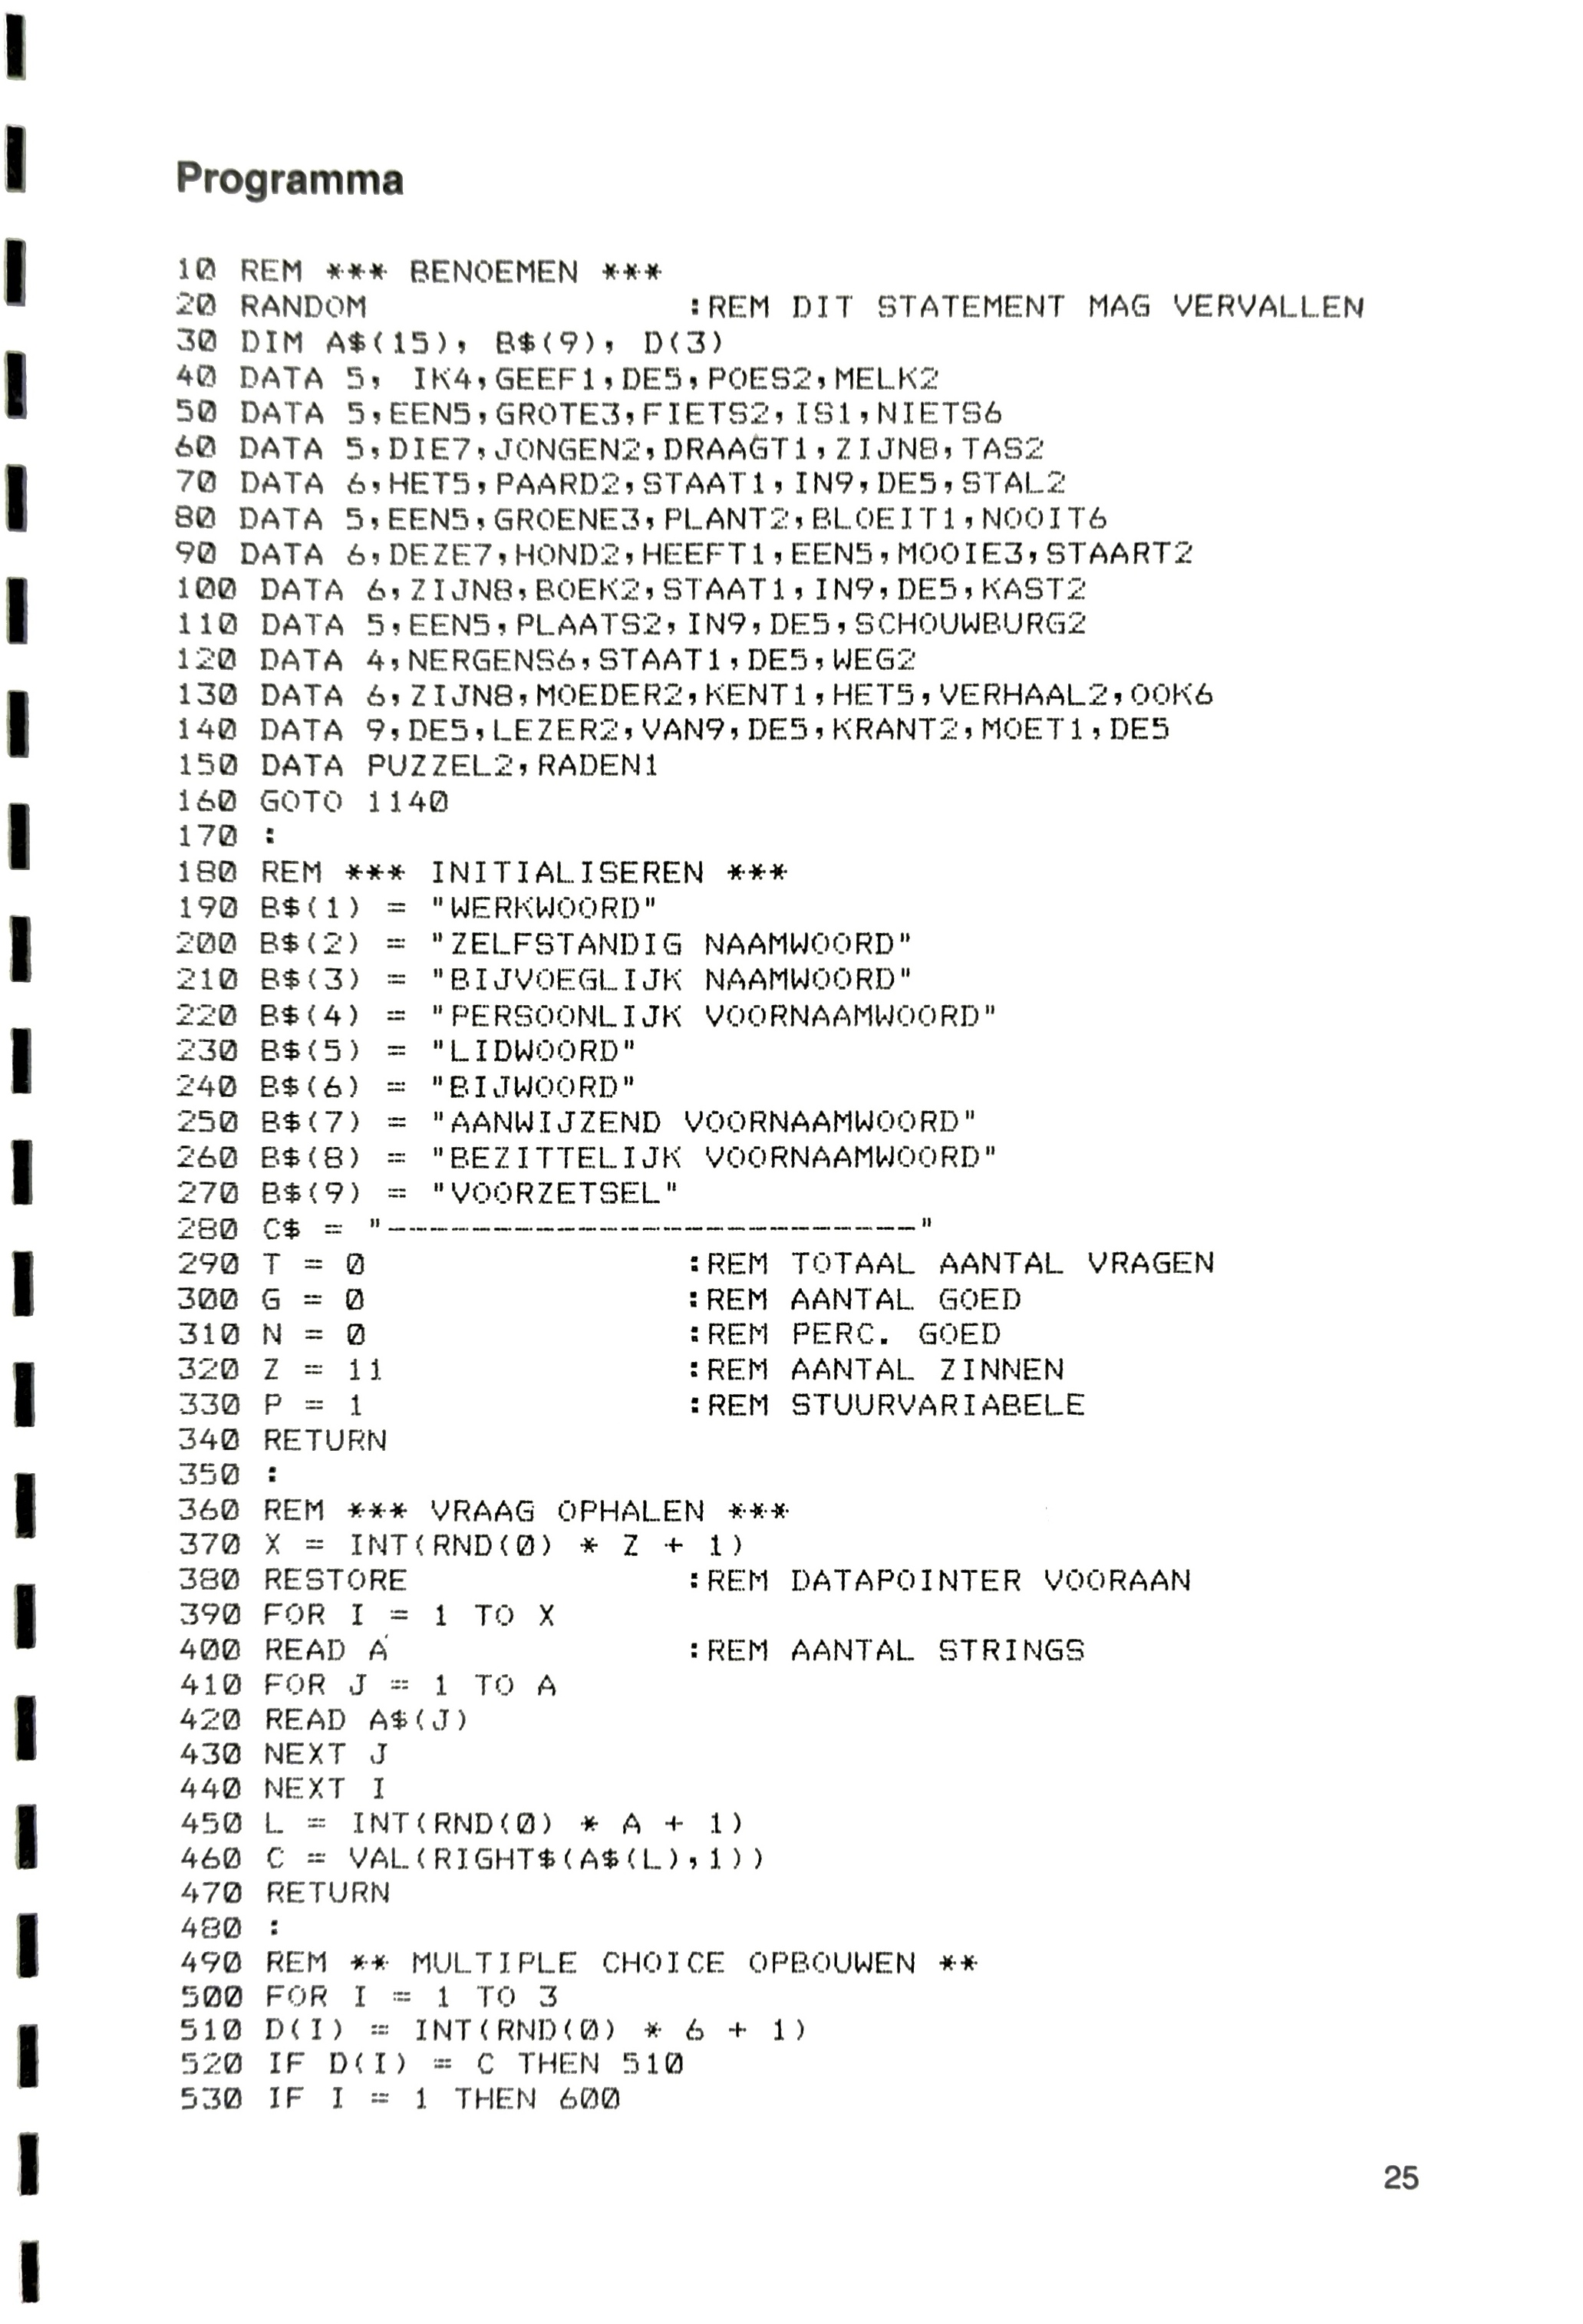 Programma
10 REM *** BENOEMEN ***
20 RANDOM :REM DIT STATEMENT MAG VERVALLEN
30 DIM A$(15), B$(9), D(3)
40 DATA 5, IK4,GEEF1,DE5,POES2,MELK2
50 DATA 5,EEN5,GROTE3,FIETS2,IS1,NIETS6
60 DATA 5,DIE7,JONGEN2,DRAAGT1,ZIJN8,TAS2
70 DATA 6,HET5,PAARD2,STAAT1,IN9,DE5,STAL2
80 DATA 5,EEN5,GROENE3,PLANT2,BLOEIT1,NOOIT6
90 DATA 6,DEZE7,HOND2,HEEFT1,EEN5,MOOIE3,STAART2
100 DATA 6,ZIJN8,BOEK2,STAAT1,IN9,DE5,KAST2
110 DATA 5,EEN5,PLAATS2,IN9,DE5,SCHOUWBURG2
120 DATA 4,NERGENS6,STAAT1,DE5,WEG2
130 DATA 6,ZIJN8,MOEDER2,KENT1,HET5,VERHAAL2,OOK6
140 DATA 9,DE5,LEZER2,VAN9,DE5,KRANT2,MOET1,DE5
150 DATA PUZZEL2,RADEN1
160 GOTO 1140
170 :
180 REM *** INITIALISEREN ***
190 B$(1) = "WERKWOORD"
200 B$(2) = "ZELFSTANDIG NAAMWOORD"
210 B$(3) = "BIJVOEGLIJK NAAMWOORD"
220 B$(4) = "PERSOONLIJK VOORNAAMWOORD"
230 B$(5) = "LIDWOORD"
240 B$(6) = "BIJWOORD"
250 B$(7) = "AANWIJZEND VOORNAAMWOORD"
260 B$(8) = "BEZITTELIJK VOORNAAMWOORD"
270 B$(9) = "VOORZETSEL"
280 C$ = "-------------------------"
290 T = 0 :REM TOTAAL AANTAL VRAGEN
300 G = 0 :REM AANTAL GOED
310 N = 0 :REM PERC. GOED
320 Z = 11 :REM AANTAL ZINNEN
330 P = 1 :REM STUURVARIABELE
340 RETURN
350 :
360 REM *** VRAAG OPHALEN ***
370 X = INT(RND(0) * Z + 1)
380 RESTORE :REM DATAPOINTER VOORAAN
390 FOR I = 1 TO X
400 READ A :REM AANTAL STRINGS
410 FOR J = 1 TO A
420 READ A$(J)
430 NEXT J
440 NEXT I
450 L = INT(RND(0) * A + 1)
460 C = VAL(RIGHT$(A$(L),1))
470 RETURN
480 :
490 REM ** MULTIPLE CHOICE OPBOUWEN **
500 FOR I = 1 TO 3
510 D(I) = INT(RND(0) * 6 + 1)
520 IF D(I) = C THEN 510
530 IF I = 1 THEN 600
25